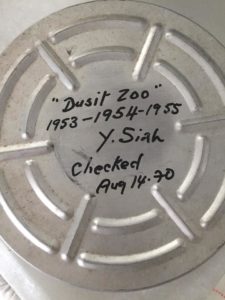 "Dusit Zoo"
1953-1954-1955
Y. Siah
Checked
Aug 14.70